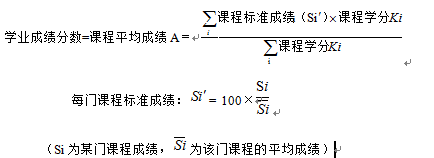 学业成绩分数=课程平均成绩 A = ∑i课程标准成绩（Si′）×课程学分Ki / ∑i课程学分Ki
每门课程标准成绩： Si′ = 100 × Si / S̅i̅
（Si 为某门课程成绩， S̅i̅ 为该门课程的平均成绩）